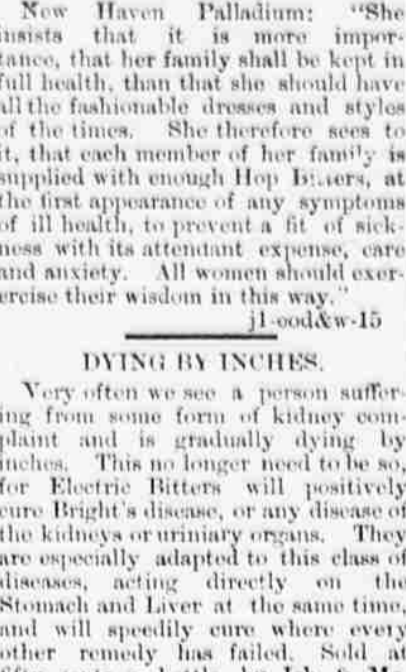 New Haven Palladium: "She
insists that it is more impor-
tance, that her family shall be kept in
full health, than that she should have
all the fashionable dresses and styles
of the times. She therefore sees to
it, that each member of her family is
supplied with enough Hop Bitters, at
the first appearance of any symptoms
of ill health, to prevent a fit of sick-
ness with its attendant expense, care
and anxiety. All women should exer-
ercise their wisdom in this way."
j1-eod&w-15
DYING BY INCHES.
Very often we see a person suffer-
ing from some form of kidney com-
plaint and is gradually dying by
inches. This no longer need to be so,
for Electric Bitters will positively
cure Bright's disease, or any disease of
the kidneys or uriniary organs. They
are especially adapted to this class of
diseases, acting directly on the
Stomach and Liver at the same time,
and will speedily cure where every
other remedy has failed. Sold at